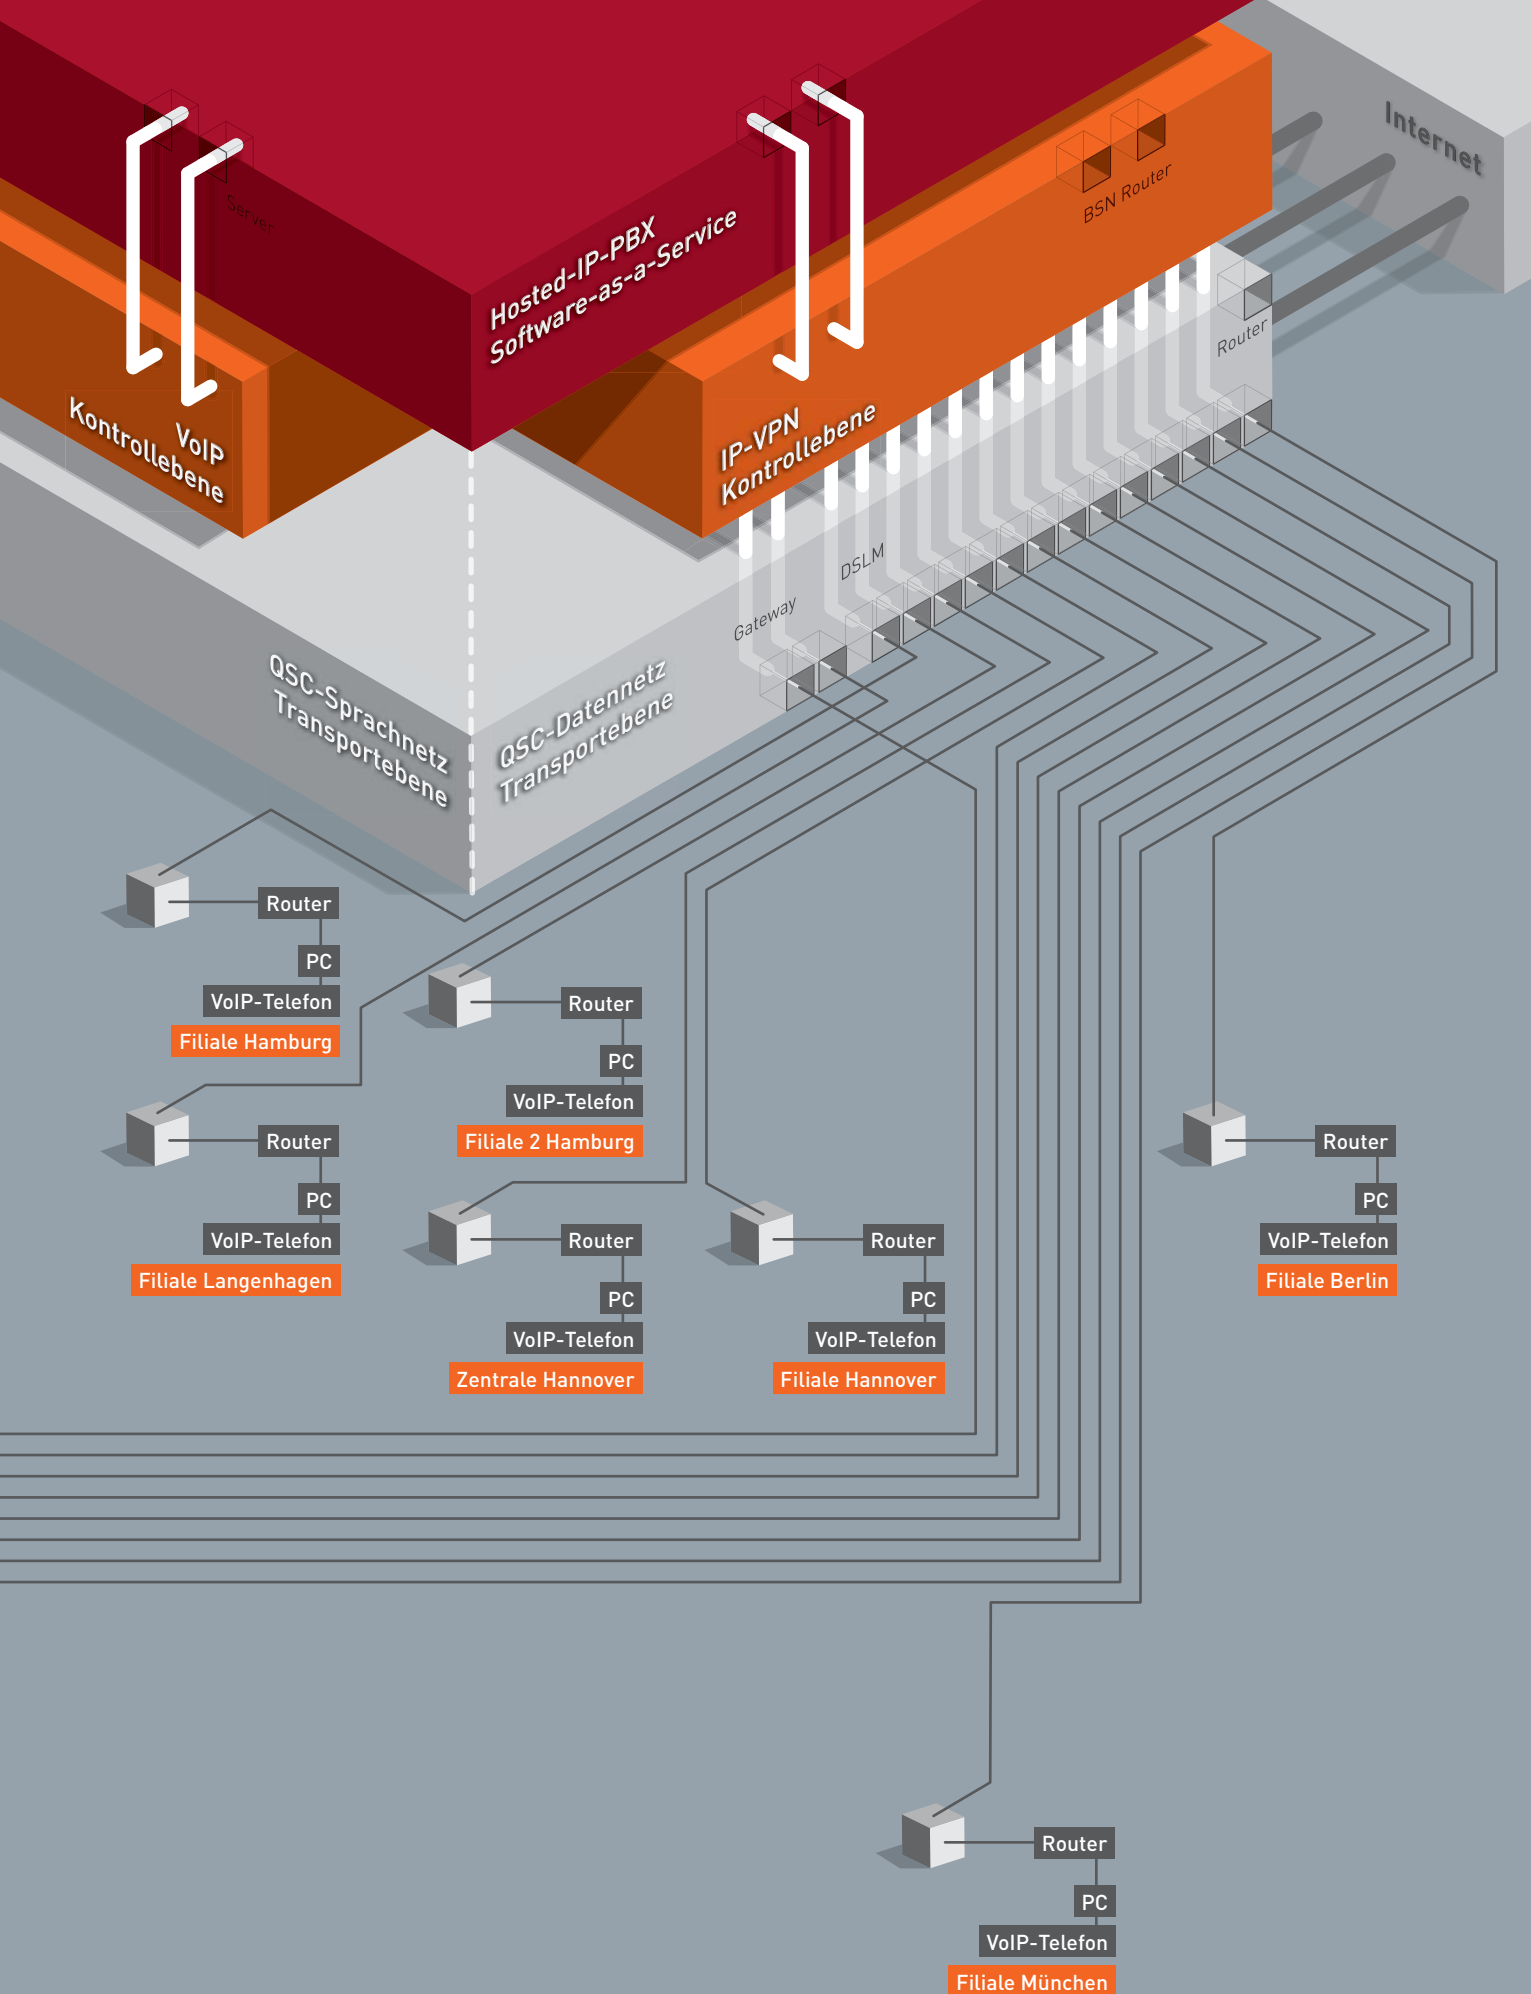 Internet
BSN Router
Server
Hosted-IP-PBX
Software-as-a-Service
Router
VoIP
Kontrollebene
IP-VPN
Kontrollebene
DSLM
Gateway
QSC-Sprachnetz
Transportebene
QSC-Datennetz
Transportebene
Router
PC
VoIP-Telefon
Filiale Hamburg
Router
PC
VoIP-Telefon
Filiale 2 Hamburg
Router
PC
VoIP-Telefon
Filiale Langenhagen
Router
PC
VoIP-Telefon
Zentrale Hannover
Router
PC
VoIP-Telefon
Filiale Hannover
Router
PC
VoIP-Telefon
Filiale Berlin
Router
PC
VoIP-Telefon
Filiale München